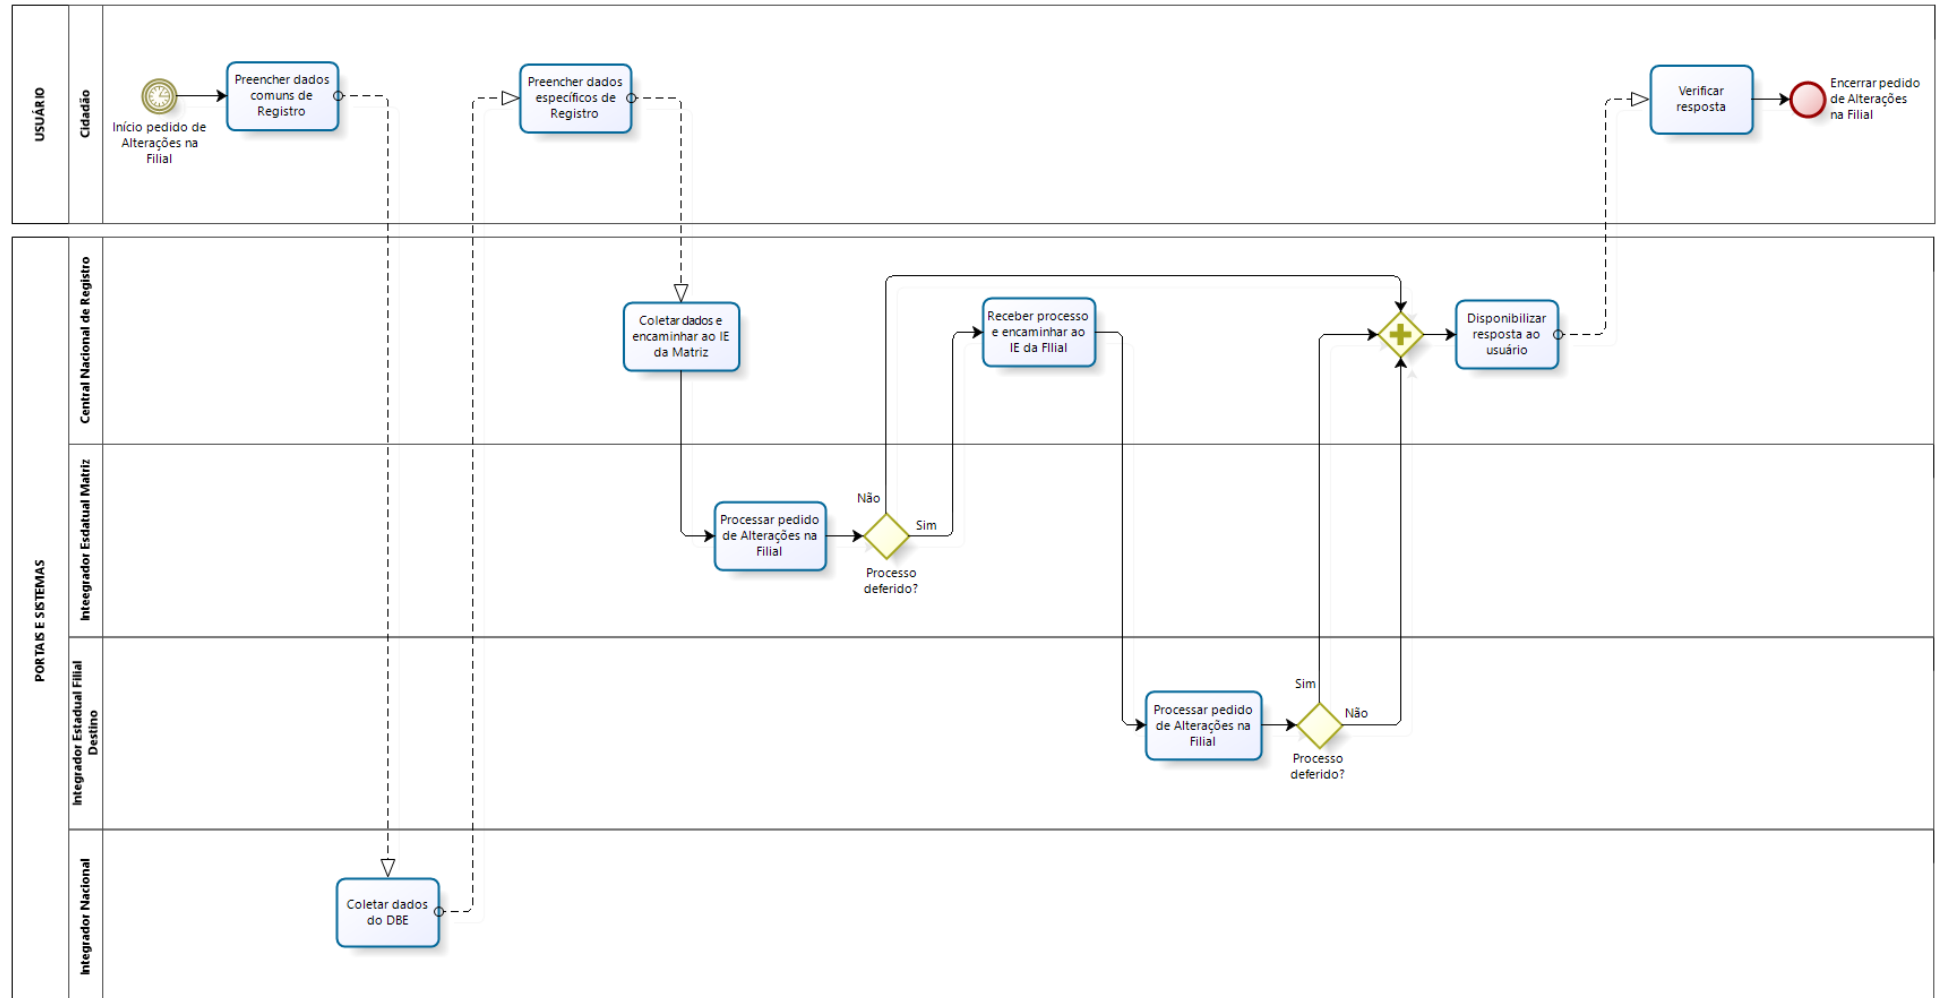 USUÁRIO
Cidadão
Início pedido de
Alterações na
Filial
Preencher dados
comuns de
Registro
Preencher dados
específicos de
Registro
Verificar
resposta
Encerrar pedido
de Alterações
na Filial
PORTAIS E SISTEMAS
Central Nacional de Registro
Coletar dados e
encaminhar ao IE
da Matriz
Receber processo
e encaminhar ao
IE da FIlial
Disponibilizar
resposta ao
usuário
Inteegrador Esdatual Matriz
Processar pedido
de Alterações na
Filial
Não
Sim
Processo
deferido?
Integrador Estadual Filial
Destino
Processar pedido
de Alterações na
Filial
Sim
Não
Processo
deferido?
Integrador Nacional
Coletar dados
do DBE